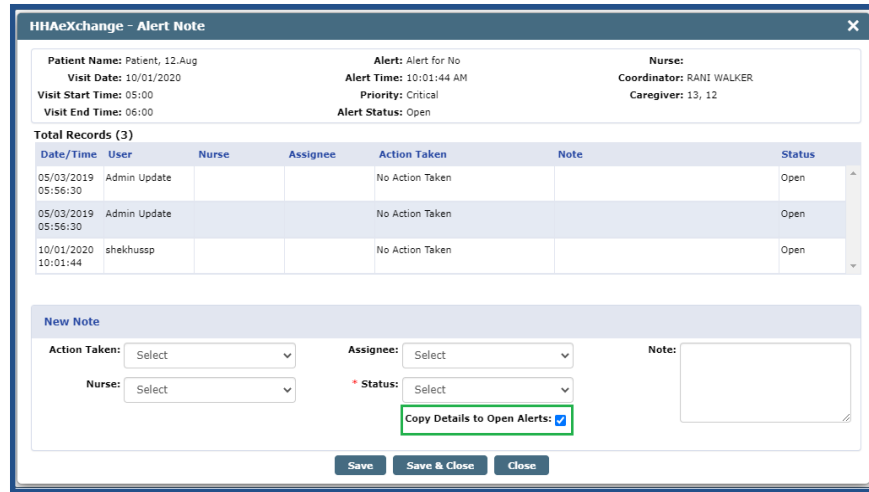 HHAeXchange - Alert Note
Patient Name: Patient, 12.Aug Alert: Alert for No Nurse:
Visit Date: 10/01/2020 Alert Time: 10:01:44 AM Coordinator: RANI WALKER
Visit Start Time: 05:00 Priority: Critical Caregiver: 13, 12
Visit End Time: 06:00 Alert Status: Open
Total Records (3)
Date/Time User Nurse Assignee Action Taken Note Status
05/03/2019 Admin Update No Action Taken Open
05:56:30
05/03/2019 Admin Update No Action Taken Open
05:56:30
10/01/2020 shekhussp No Action Taken Open
10:01:44
New Note
Action Taken: Select Assignee: Select Note:
Nurse: Select * Status: Select
Copy Details to Open Alerts:
Save Save & Close Close